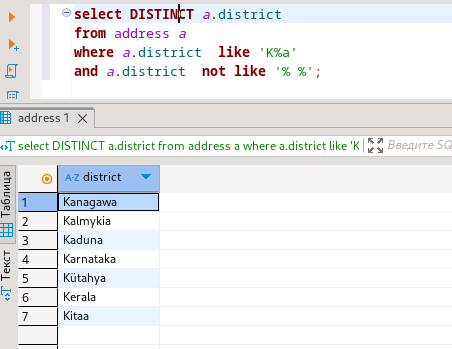 select DISTINCT a.district
from address a
where a.district like 'K%a'
and a.district not like '% %';
address 1
select DISTINCT a.district from address a where a.district like 'K
Введите SQ
Таблица
Текст
A-Z district
1 Kanagawa
2 Kalmykia
3 Kaduna
4 Karnataka
5 Kütahya
6 Kerala
7 Kitaa